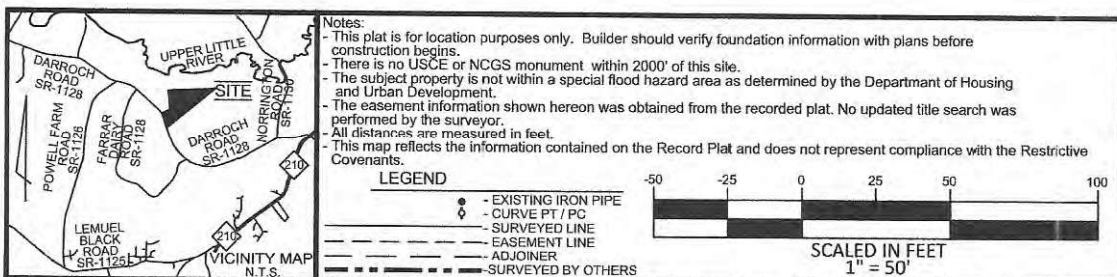 UPPER LITTLE
RIVER
DARROCH
ROAD
SR-1128
SITE
NORRINGTON
ROAD
SR-1130
POWELL FARM
ROAD
SR-1128
FARRAR
DAIRY
ROAD
SR-1128
DARROCH
ROAD
SR-1128
210
LEMUEL
BLACK
ROAD
SR-1125
210
VICINITY MAP
N.T.S.
Notes:
- This plat is for location purposes only. Builder should verify foundation information with plans before
construction begins.
- There is no USCE or NCGS monument within 2000' of this site.
- The subject property is not within a special flood hazard area as determined by the Departmant of Housing
and Urban Development.
- The easement information shown hereon was obtained from the recorded plat. No updated title search was
performed by the surveyor.
- All distances are measured in feet.
- This map reflects the information contained on the Record Plat and does not represent compliance with the Restrictive
Covenants.
LEGEND
- EXISTING IRON PIPE
- CURVE PT / PC
- SURVEYED LINE
- EASEMENT LINE
- ADJOINER
-SURVEYED BY OTHERS
-50 -25 0 25 50 100
SCALED IN FEET
1" = 50'